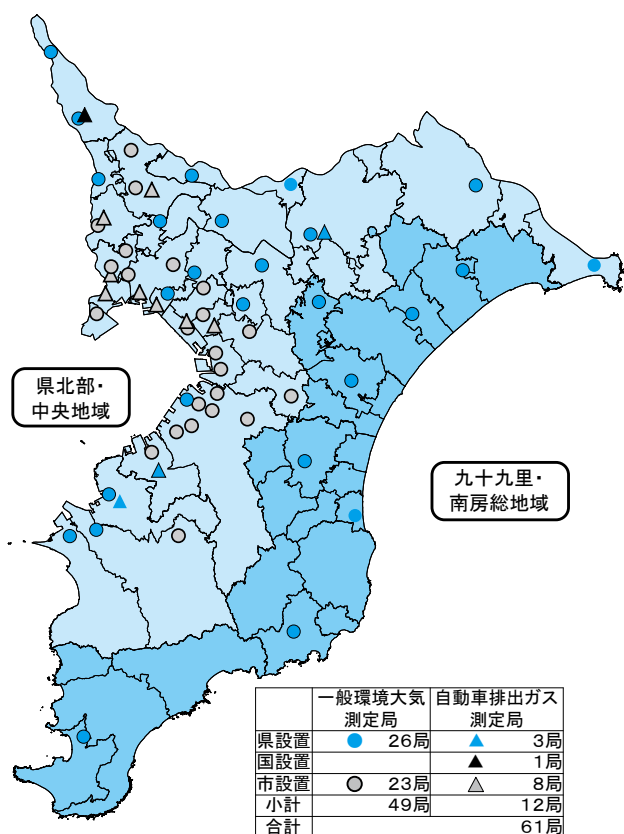 県北部・
中央地域
九十九里・
南房総地域
一般環境大気
測定局
自動車排出ガス
測定局
県設置 26局 3局
国設置 1局
市設置 23局 8局
小計 49局 12局
合計 61局